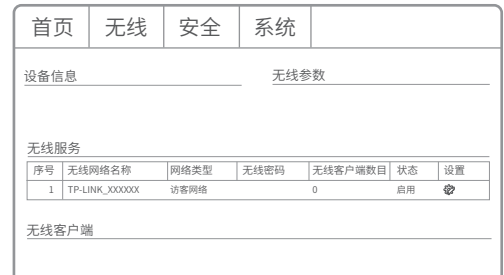 首页 无线 安全 系统
设备信息 无线参数
无线服务
序号 无线网络名称 网络类型 无线密码 无线客户端数目 状态 设置
1 TP-LINK_XXXXXX 访客网络 0 启用
无线客户端